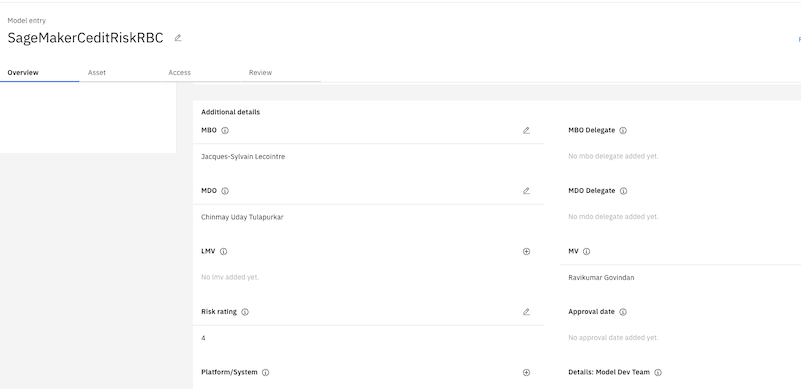 Model entry
SageMakerCeditRiskRBC
Overview Asset Access Review
Additional details
MBO MBO Delegate
Jacques-Sylvain Lecointre No mbo delegate added yet.
MDO MDO Delegate
Chinmay Uday Tulapurkar No mdo delegate added yet.
LMV MV
No lmv added yet. Ravikumar Govindan
Risk rating Approval date
4 No approval date added yet.
Platform/System Details: Model Dev Team